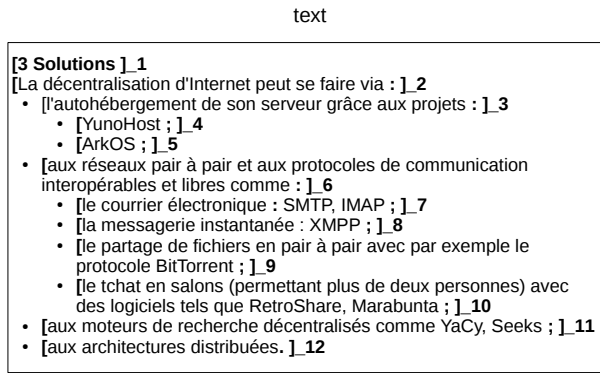 text
[3 Solutions ]_1
[La décentralisation d'Internet peut se faire via : ]_2
• [l'autohébergement de son serveur grâce aux projets : ]_3
• [YunoHost ; ]_4
• [ArkOS ; ]_5
• [aux réseaux pair à pair et aux protocoles de communication
interopérables et libres comme : ]_6
• [le courrier électronique : SMTP, IMAP ; ]_7
• [la messagerie instantanée : XMPP ; ]_8
• [le partage de fichiers en pair à pair avec par exemple le
protocole BitTorrent ; ]_9
• [le tchat en salons (permettant plus de deux personnes) avec
des logiciels tels que RetroShare, Marabunta ; ]_10
• [aux moteurs de recherche décentralisés comme YaCy, Seeks ; ]_11
• [aux architectures distribuées. ]_12